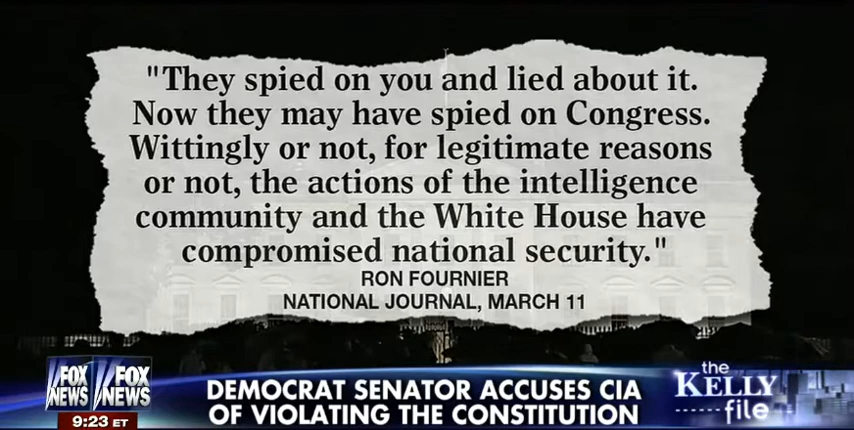 "They spied on you and lied about it.
Now they may have spied on Congress.
Wittingly or not, for legitimate reasons
or not, the actions of the intelligence
community and the White House have
compromised national security."
RON FOURNIER
NATIONAL JOURNAL, MARCH 11
FOX NEWS
FOX NEWS
9:23 ET
DEMOCRAT SENATOR ACCUSES CIA
OF VIOLATING THE CONSTITUTION
the
KELLY
file